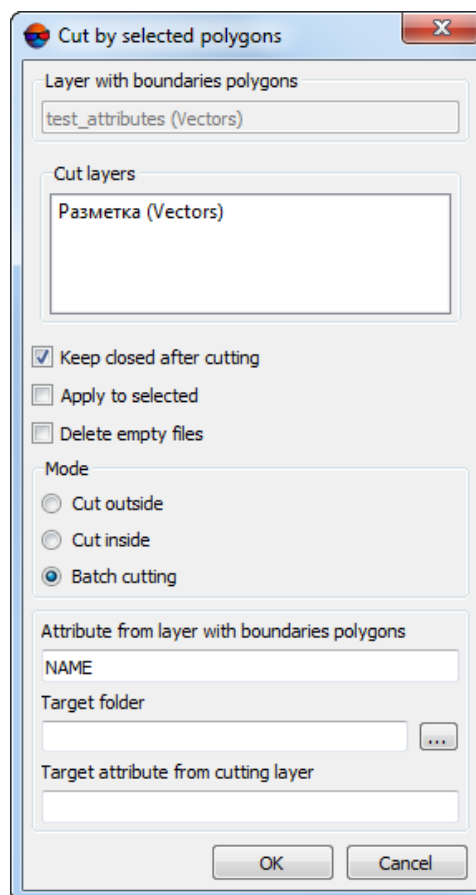 Cut by selected polygons
Layer with boundaries polygons
test_attributes (Vectors)
Cut layers
Разметка (Vectors)
Keep closed after cutting
Apply to selected
Delete empty files
Mode
Cut outside
Cut inside
Batch cutting
Attribute from layer with boundaries polygons
NAME
Target folder
...
Target attribute from cutting layer
OK Cancel